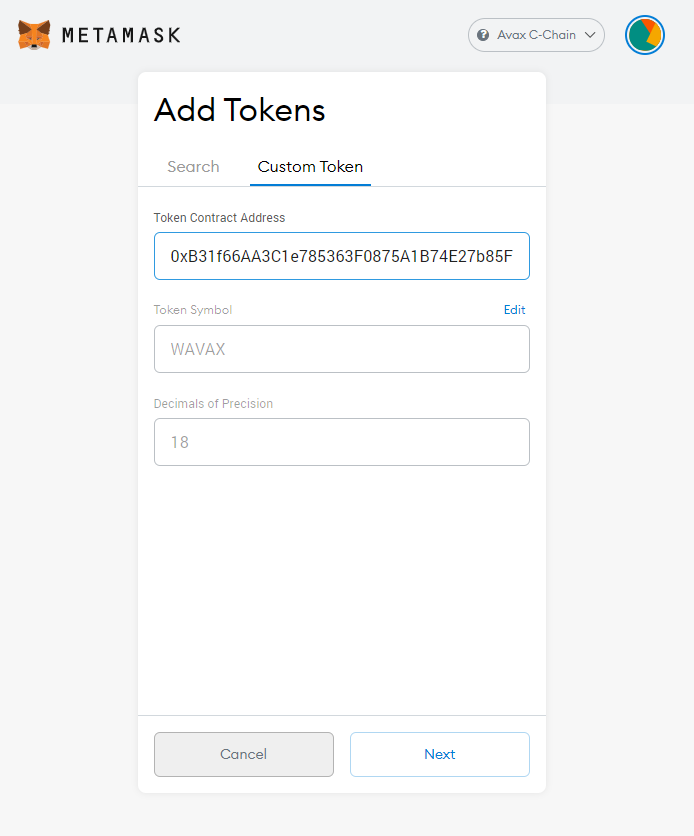 METAMASK
Avax C-Chain
Add Tokens
Search
Custom Token
Token Contract Address
0xB31f66AA3C1e785363F0875A1B74E27b85F
Token Symbol
Edit
WAVAX
Decimals of Precision
18
Cancel
Next